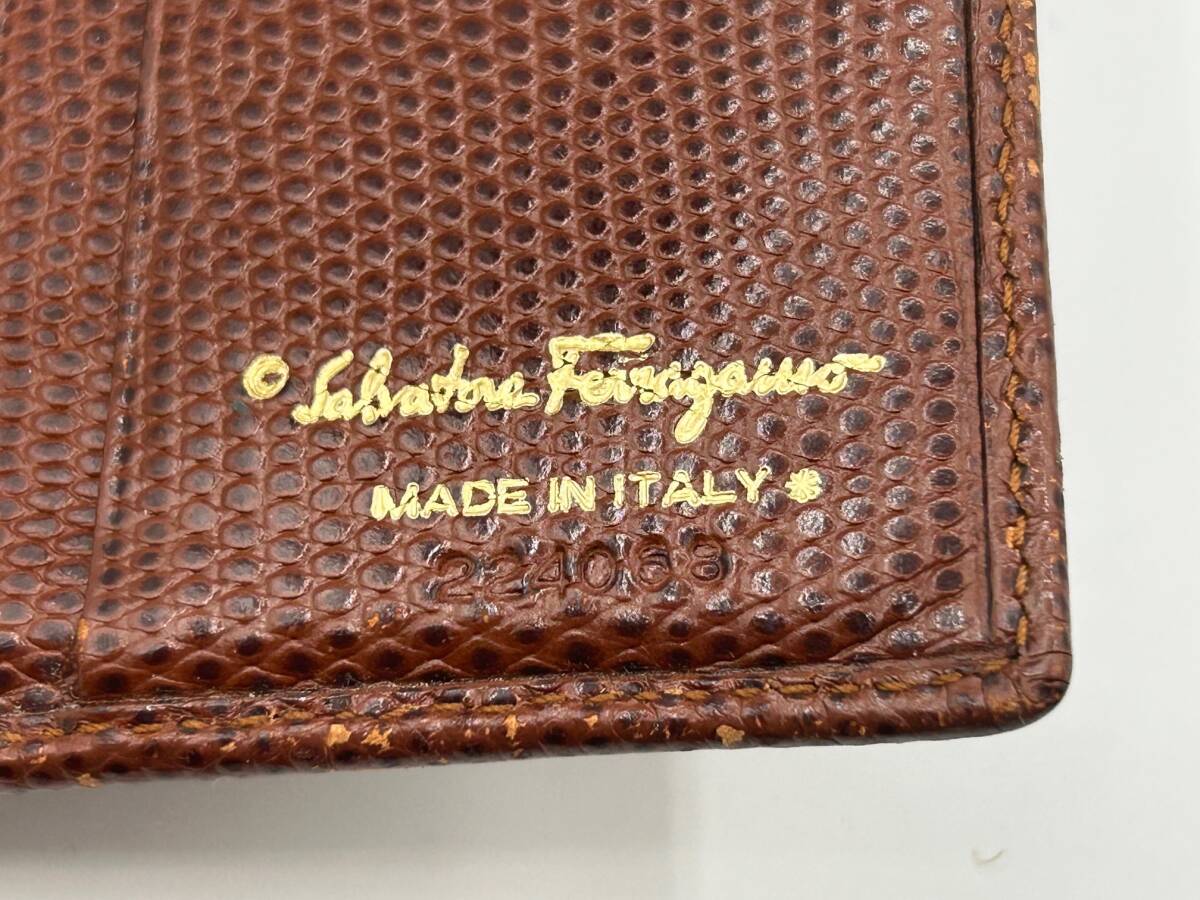 © Salvatore Ferragamo
MADE IN ITALY *
224068